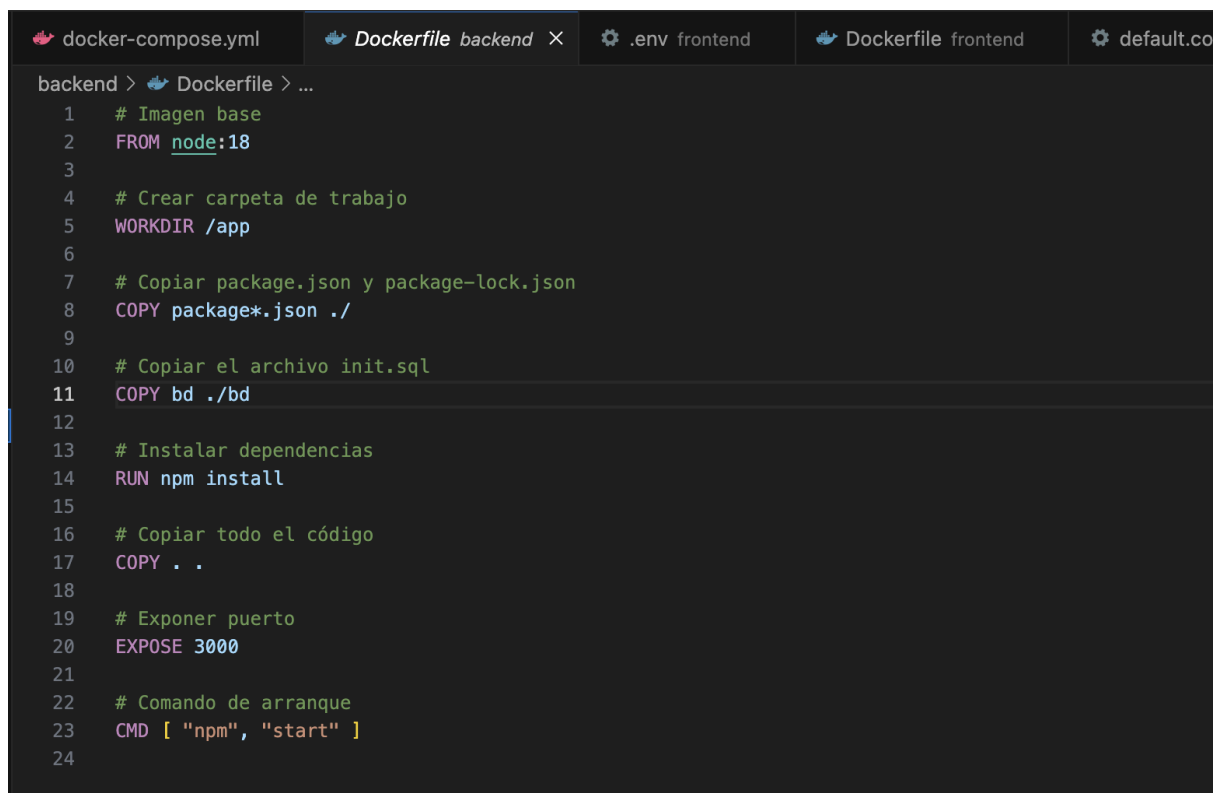 docker-compose.yml Dockerfile backend × .env frontend Dockerfile frontend default.co
backend > Dockerfile > ...
1 # Imagen base
2 FROM node:18
3
4 # Crear carpeta de trabajo
5 WORKDIR /app
6
7 # Copiar package.json y package-lock.json
8 COPY package*.json ./
9
10 # Copiar el archivo init.sql
11 COPY bd ./bd
12
13 # Instalar dependencias
14 RUN npm install
15
16 # Copiar todo el código
17 COPY . .
18
19 # Exponer puerto
20 EXPOSE 3000
21
22 # Comando de arranque
23 CMD [ "npm", "start" ]
24